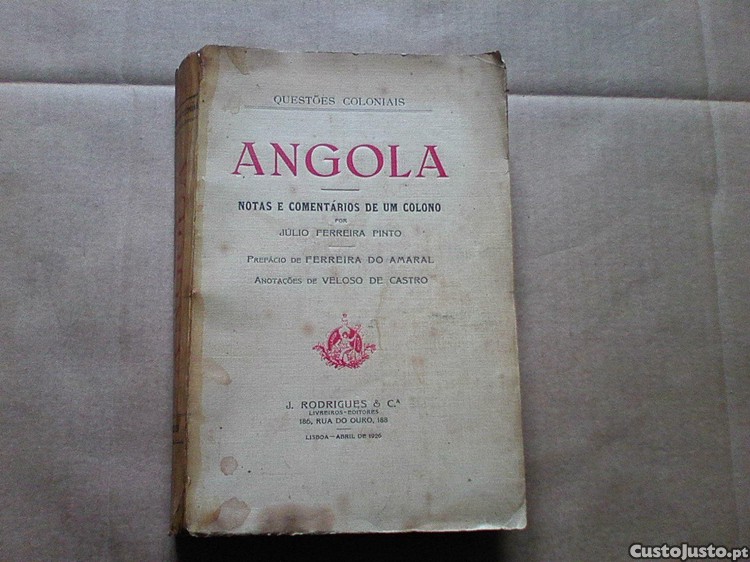 QUESTÕES COLONIAIS
ANGOLA
NOTAS E COMENTÁRIOS DE UM COLONO
POR
JÚLIO FERREIRA PINTO
PREFÁCIO DE FERREIRA DO AMARAL
ANOTAÇÕES DE VELOSO DE CASTRO
J. RODRIGUES & C.ᴬ
LIVREIROS-EDITORES
186, RUA DO OURO, 188
LISBOA — ABRIL DE 1926
CustoJusto.pt